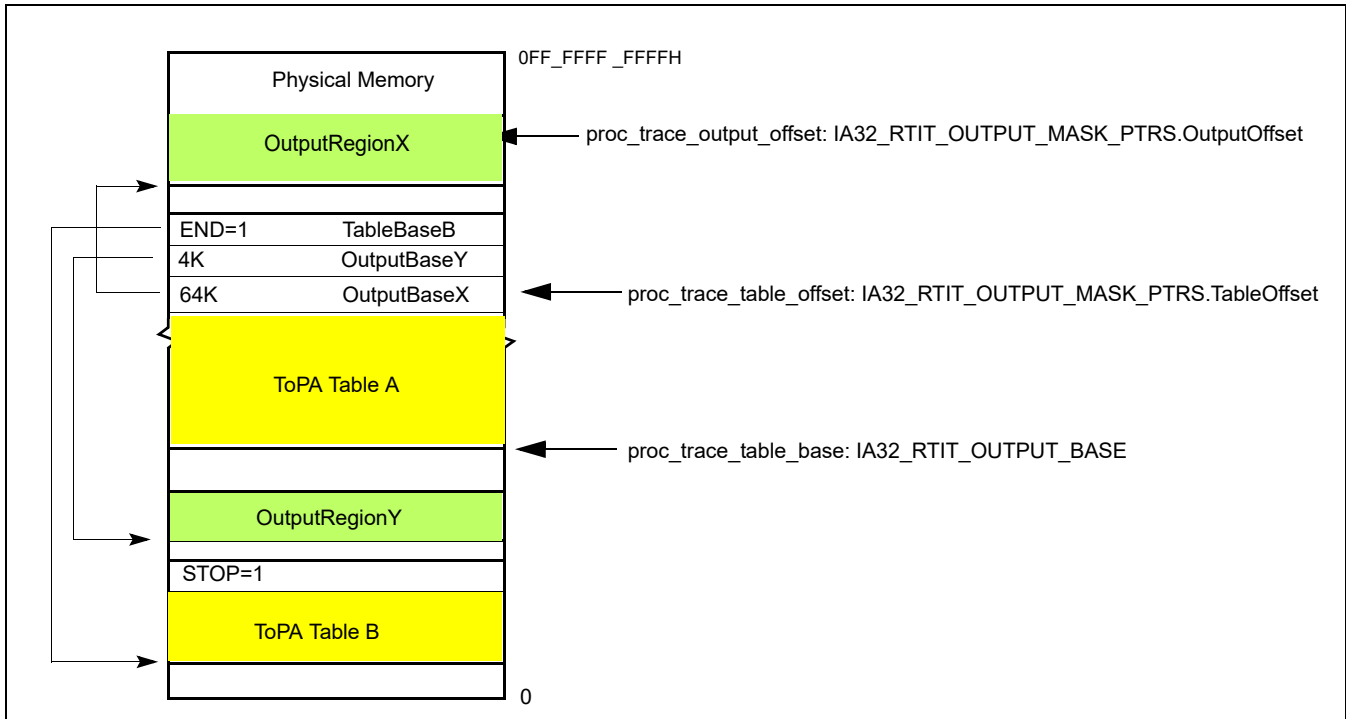 0FF_FFFF _FFFFH
Physical Memory
OutputRegionX
proc_trace_output_offset: IA32_RTIT_OUTPUT_MASK_PTRS.OutputOffset
END=1 TableBaseB
4K OutputBaseY
64K OutputBaseX
proc_trace_table_offset: IA32_RTIT_OUTPUT_MASK_PTRS.TableOffset
ToPA Table A
proc_trace_table_base: IA32_RTIT_OUTPUT_BASE
OutputRegionY
STOP=1
ToPA Table B
0